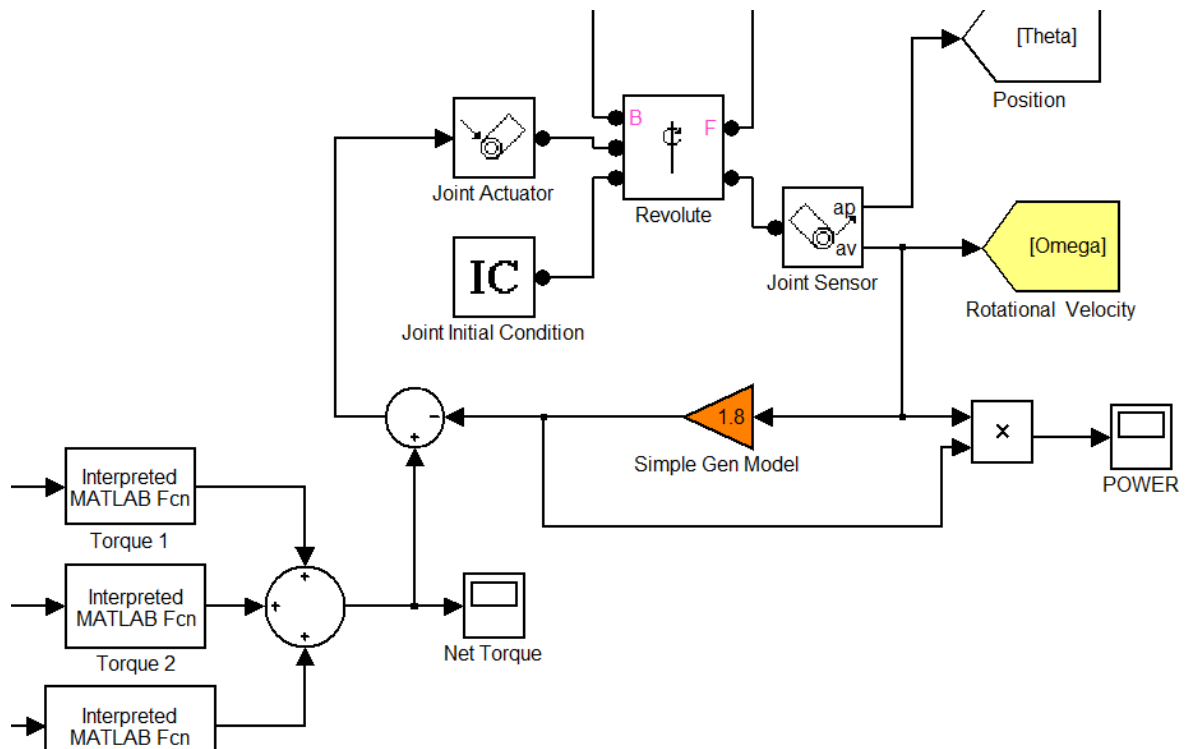 [Theta]
Position
B
F
Joint Actuator
Revolute
ap
av
Joint Sensor
[Omega]
Rotational Velocity
IC
Joint Initial Condition
-
+
1.8
Simple Gen Model
×
POWER
Interpreted
MATLAB Fcn
Torque 1
+
+
+
Interpreted
MATLAB Fcn
Torque 2
Net Torque
Interpreted
MATLAB Fcn